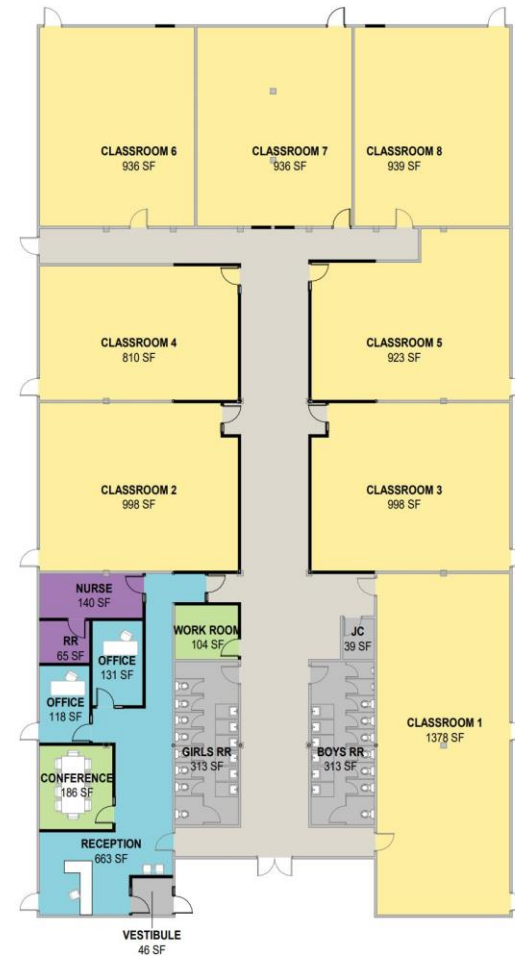 CLASSROOM 6
936 SF
CLASSROOM 7
936 SF
CLASSROOM 8
939 SF
CLASSROOM 4
810 SF
CLASSROOM 5
923 SF
CLASSROOM 2
998 SF
CLASSROOM 3
998 SF
NURSE
140 SF
RR
65 SF
OFFICE
131 SF
WORK ROOM
104 SF
JC
39 SF
OFFICE
118 SF
GIRLS RR
313 SF
BOYS RR
313 SF
CLASSROOM 1
1378 SF
CONFERENCE
186 SF
RECEPTION
663 SF
VESTIBULE
46 SF